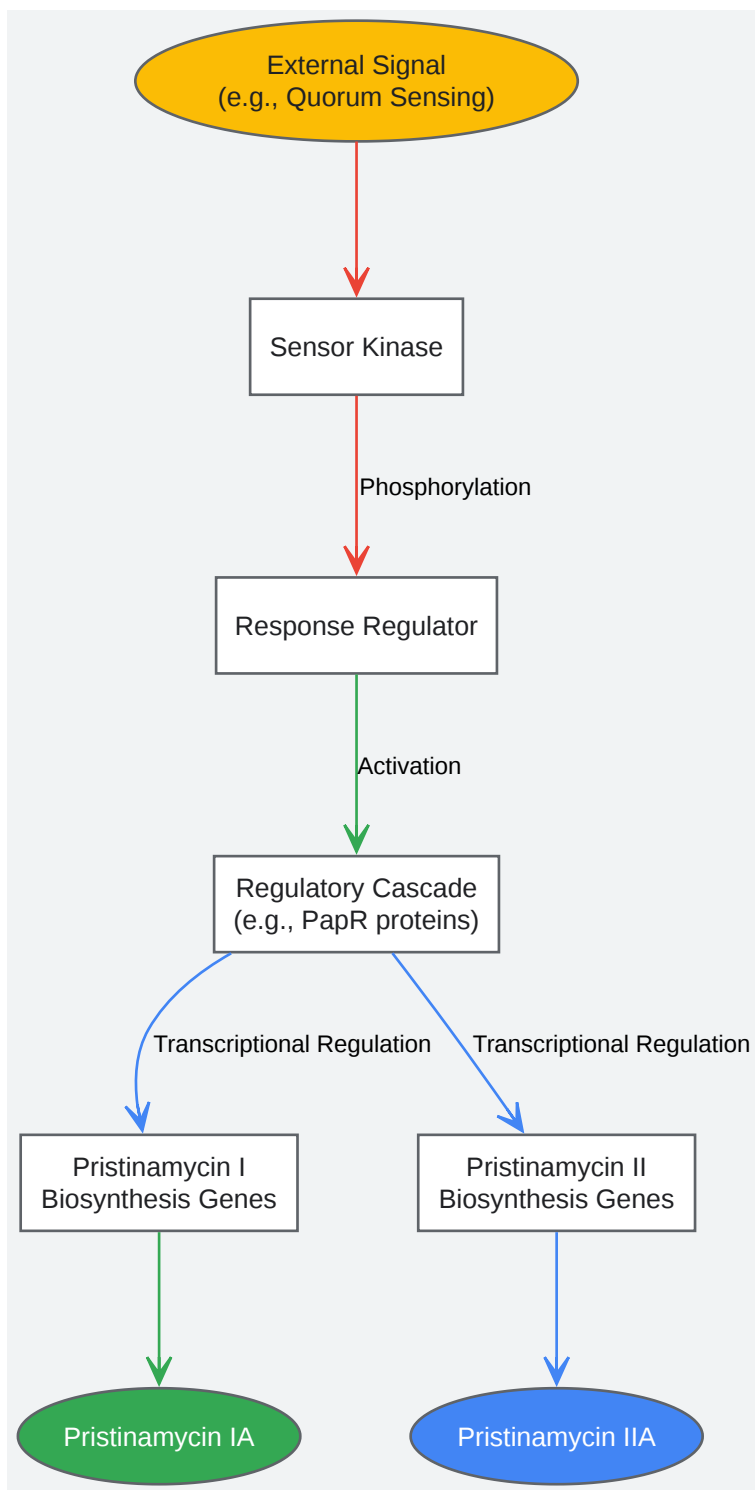 External Signal
(e.g., Quorum Sensing)
Sensor Kinase
Phosphorylation
Response Regulator
Activation
Regulatory Cascade
(e.g., PapR proteins)
Transcriptional Regulation
Transcriptional Regulation
Pristinamycin I
Biosynthesis Genes
Pristinamycin II
Biosynthesis Genes
Pristinamycin IA
Pristinamycin IIA